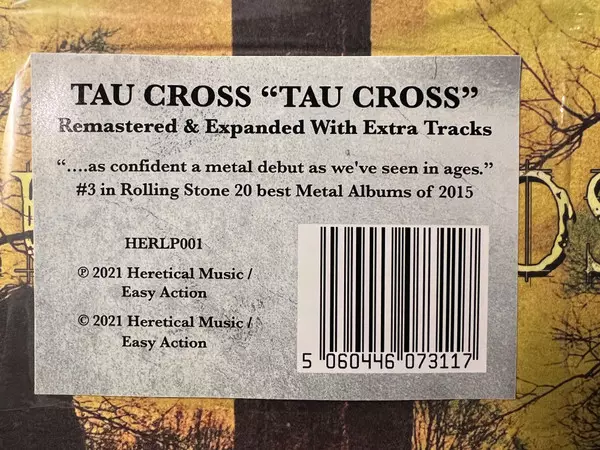 TAU CROSS “TAU CROSS”
Remastered & Expanded With Extra Tracks
“....as confident a metal debut as we've seen in ages.”
#3 in Rolling Stone 20 best Metal Albums of 2015
HERLP001
℗ 2021 Heretical Music /
Easy Action
© 2021 Heretical Music /
Easy Action
5 060446 073117